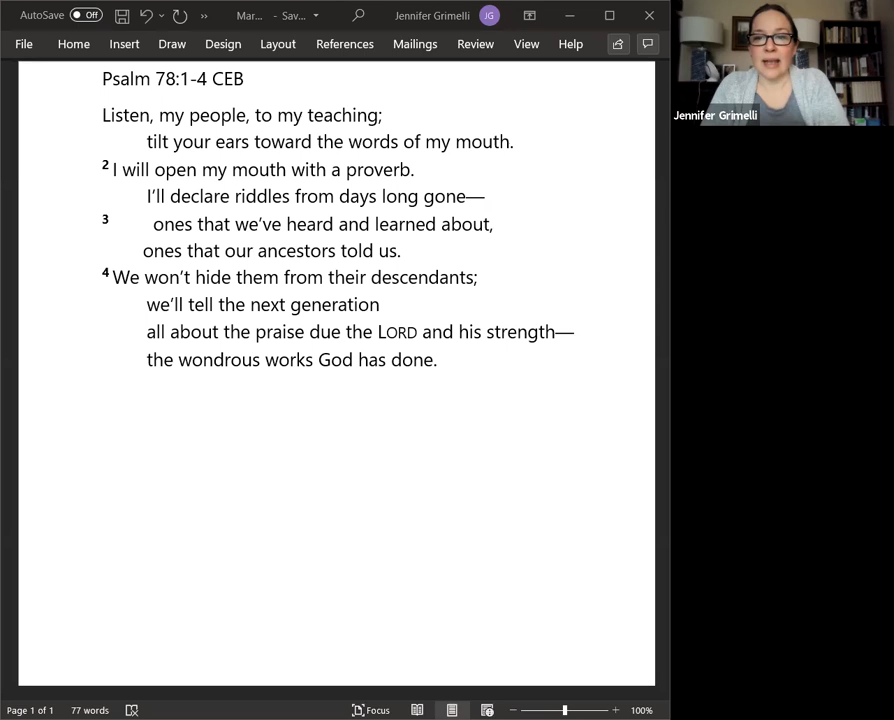 AutoSave Off Mar... - Sav... Jennifer Grimelli JG
File Home Insert Draw Design Layout References Mailings Review View Help
Psalm 78:1-4 CEB
Listen, my people, to my teaching;
tilt your ears toward the words of my mouth.
2 I will open my mouth with a proverb.
I’ll declare riddles from days long gone—
3 ones that we’ve heard and learned about,
ones that our ancestors told us.
4 We won’t hide them from their descendants;
we’ll tell the next generation
all about the praise due the LORD and his strength—
the wondrous works God has done.
Page 1 of 1 77 words Focus 100%
Jennifer Grimelli